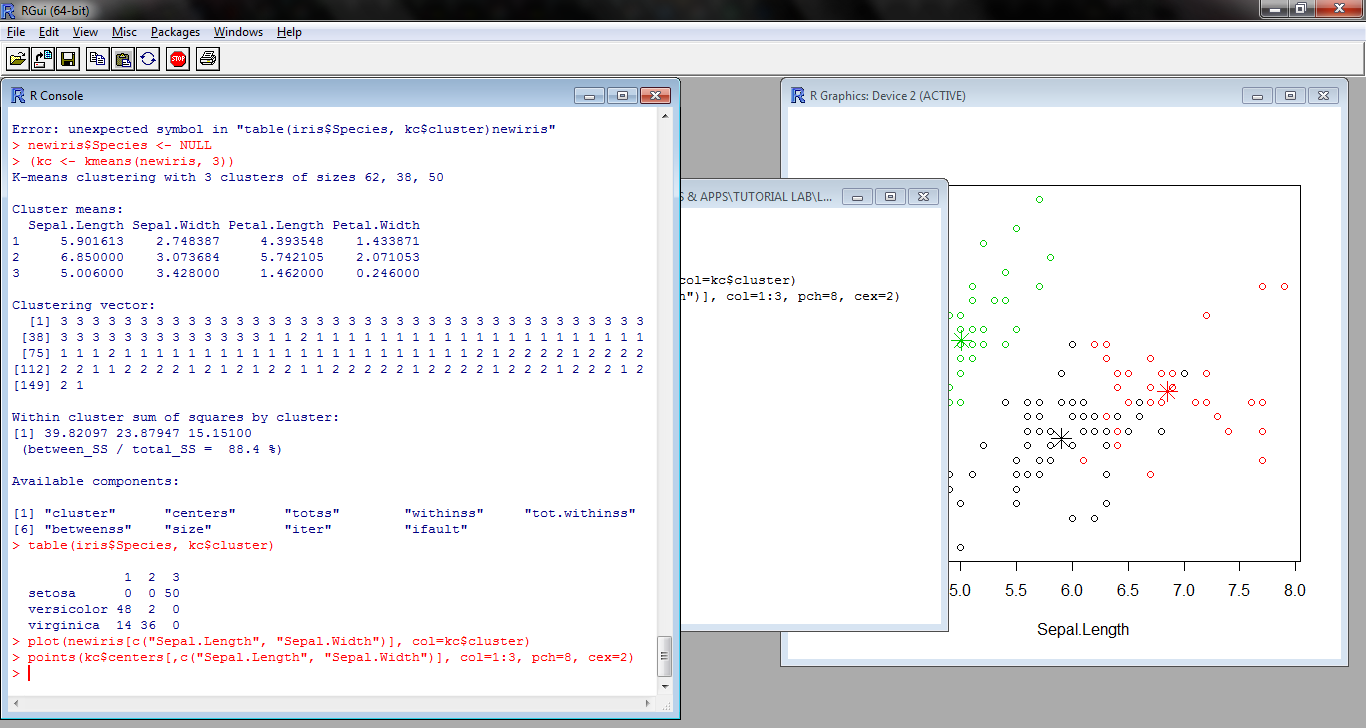 RGui (64-bit)
File Edit View Misc Packages Windows Help
STOP
R Console
Error: unexpected symbol in "table(iris$Species, kc$cluster)newiris"
> newiris$Species <- NULL
> (kc <- kmeans(newiris, 3))
K-means clustering with 3 clusters of sizes 62, 38, 50
Cluster means:
  Sepal.Length Sepal.Width Petal.Length Petal.Width
1     5.901613    2.748387     4.393548    1.433871
2     6.850000    3.073684     5.742105    2.071053
3     5.006000    3.428000     1.462000    0.246000
Clustering vector:
  [1] 3 3 3 3 3 3 3 3 3 3 3 3 3 3 3 3 3 3 3 3 3 3 3 3 3 3 3 3 3 3 3 3 3 3 3 3 3
 [38] 3 3 3 3 3 3 3 3 3 3 3 3 3 1 1 2 1 1 1 1 1 1 1 1 1 1 1 1 1 1 1 1 1 1 1 1 1
 [75] 1 1 1 2 1 1 1 1 1 1 1 1 1 1 1 1 1 1 1 1 1 1 1 1 1 1 2 1 2 2 2 2 1 2 2 2 2
[112] 2 2 1 1 2 2 2 2 1 2 1 2 1 2 2 1 1 2 2 2 2 2 1 2 2 2 2 1 2 2 2 1 2 2 2 1 2
[149] 2 1
Within cluster sum of squares by cluster:
[1] 39.82097 23.87947 15.15100
 (between_SS / total_SS =  88.4 %)
Available components:
[1] "cluster"      "centers"      "totss"        "withinss"     "tot.withinss"
[6] "betweenss"    "size"         "iter"         "ifault"
> table(iris$Species, kc$cluster)
              1  2  3
  setosa      0  0 50
  versicolor 48  2  0
  virginica  14 36  0
> plot(newiris[c("Sepal.Length", "Sepal.Width")], col=kc$cluster)
> points(kc$centers[,c("Sepal.Length", "Sepal.Width")], col=1:3, pch=8, cex=2)
>
S & APPS\TUTORIAL LAB\L...
col=kc$cluster)
h")], col=1:3, pch=8, cex=2)
R Graphics: Device 2 (ACTIVE)
5.0 5.5 6.0 6.5 7.0 7.5 8.0
Sepal.Length